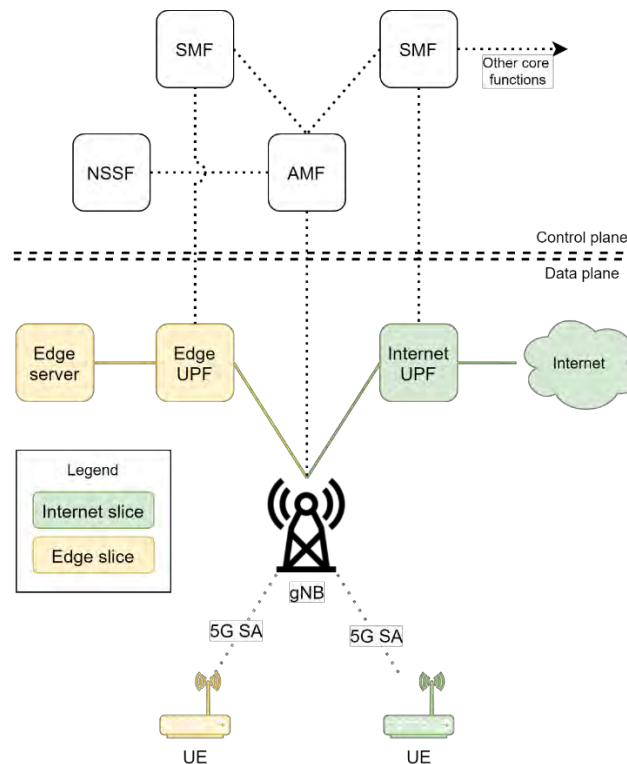 SMF
SMF
Other core
functions
NSSF
AMF
Control plane
Data plane
Edge
server
Edge
UPF
Internet
UPF
Internet
Legend
Internet slice
Edge slice
gNB
5G SA
5G SA
UE
UE